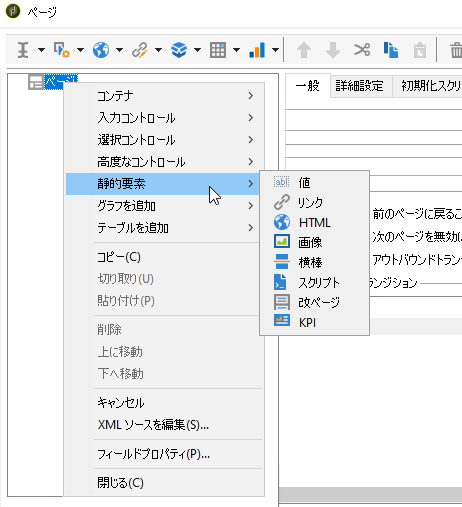 ページ
一般
詳細設定
初期化スクリ
ページ
コンテナ
入力コントロール
選択コントロール
高度なコントロール
静的要素
グラフを追加
テーブルを追加
コピー(C)
切り取り(U)
貼り付け(P)
削除
上に移動
下へ移動
キャンセル
XML ソースを編集(S)...
フィールドプロパティ(P)...
閉じる(C)
値
リンク
HTML
画像
横棒
スクリプト
改ページ
KPI
前のページに戻るこ
次のページを無効に
アウトバウンドトラン
ランジション